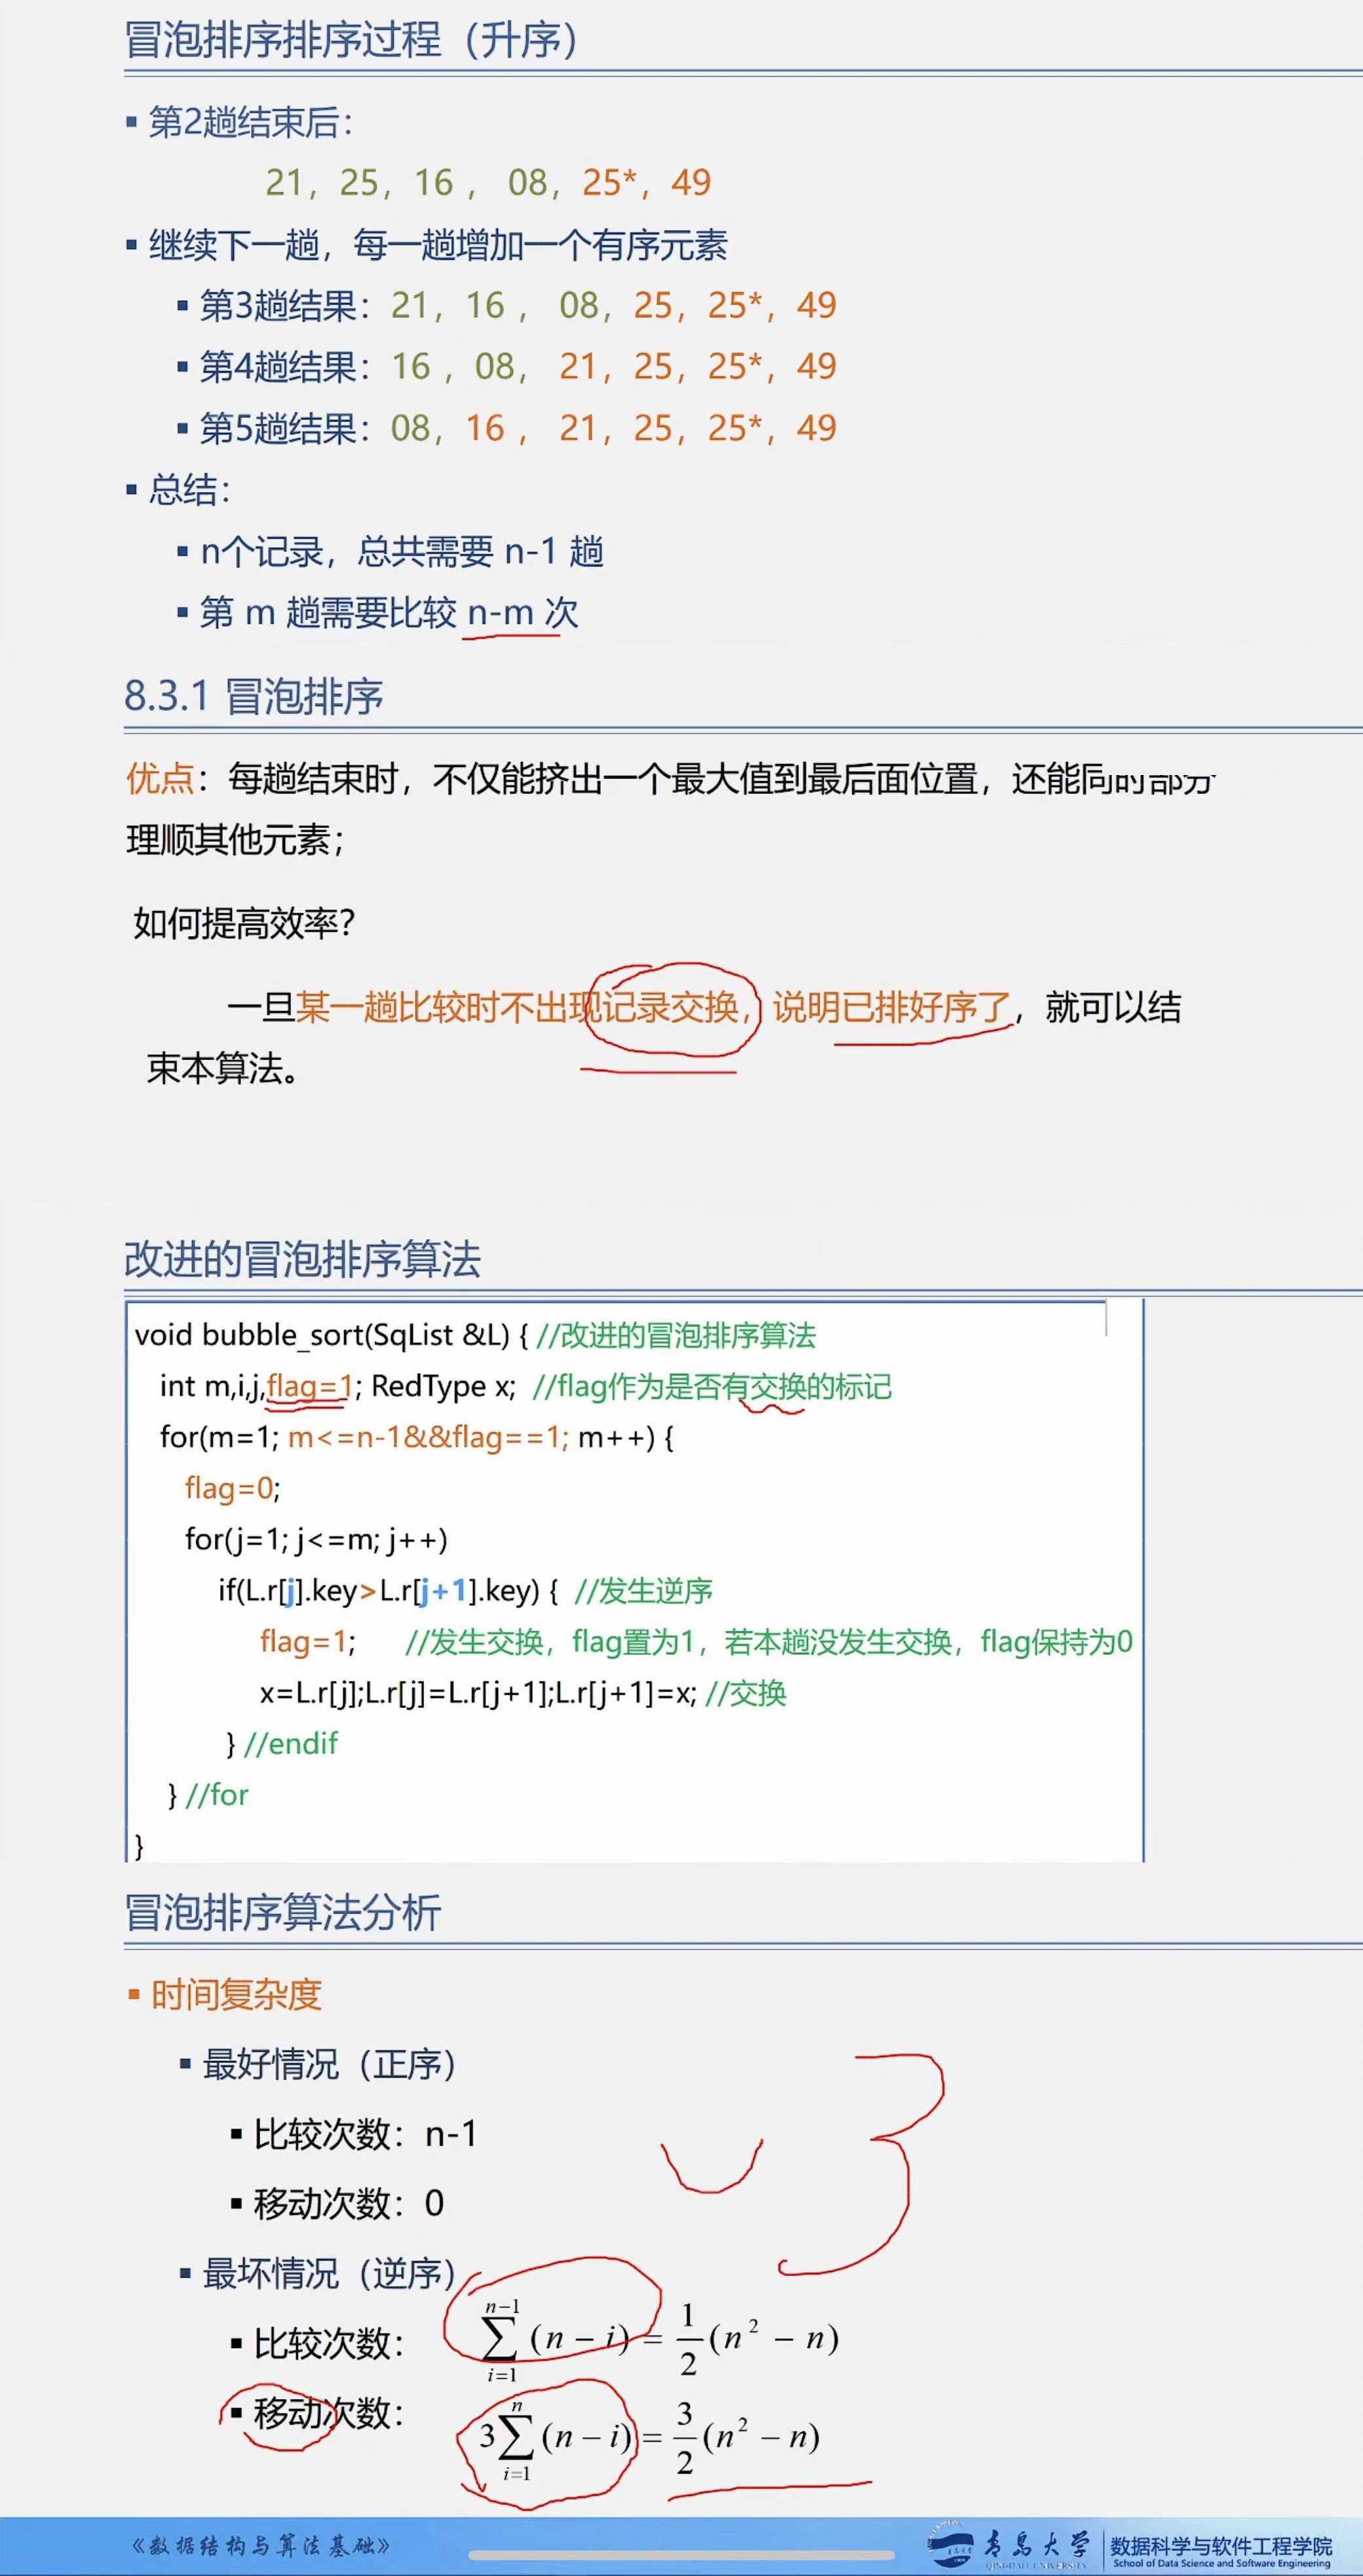 冒泡排序排序过程（升序）
▪ 第2趟结束后：
21，25，16 ， 08，25*，49
▪ 继续下一趟，每一趟增加一个有序元素
▪ 第3趟结果：21，16 ， 08，25，25*，49
▪ 第4趟结果：16 ，08， 21，25，25*，49
▪ 第5趟结果：08，16 ， 21，25，25*，49
▪ 总结：
▪ n个记录，总共需要 n-1 趟
▪ 第 m 趟需要比较 n-m 次
8.3.1 冒泡排序
优点：每趟结束时，不仅能挤出一个最大值到最后面位置，还能同时部分
理顺其他元素；
如何提高效率？
一旦某一趟比较时不出现记录交换，说明已排好序了，就可以结
束本算法。
改进的冒泡排序算法
void bubble_sort(SqList &L) { //改进的冒泡排序算法
int m,i,j,flag=1; RedType x; //flag作为是否有交换的标记
for(m=1; m<=n-1&&flag==1; m++) {
flag=0;
for(j=1; j<=m; j++)
if(L.r[j].key>L.r[j+1].key) { //发生逆序
flag=1; //发生交换，flag置为1，若本趟没发生交换，flag保持为0
x=L.r[j];L.r[j]=L.r[j+1];L.r[j+1]=x; //交换
} //endif
} //for
}
冒泡排序算法分析
▪ 时间复杂度
▪ 最好情况（正序）
▪ 比较次数：n-1
▪ 移动次数：0
3
▪ 最坏情况（逆序）
▪ 比较次数： \sum_{i=1}^{n-1}(n-i)=\frac{1}{2}(n^2-n)
▪ 移动次数： 3\sum_{i=1}^{n}(n-i)=\frac{3}{2}(n^2-n)
《数据结构与算法基础》
青岛大学
QINGDAO UNIVERSITY
数据科学与软件工程学院
School of Data Science and Software Engineering